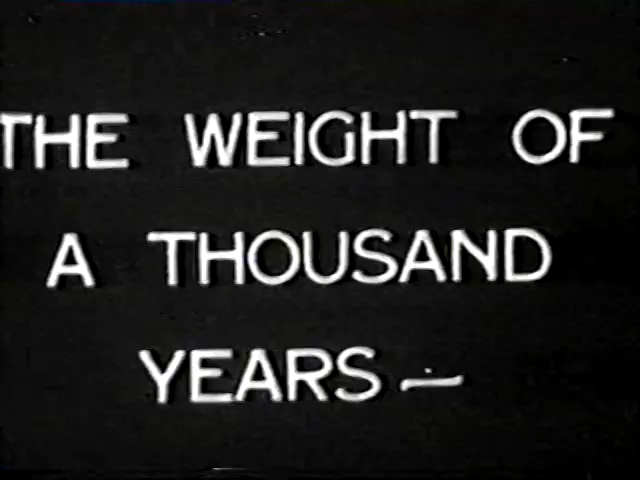 THE WEIGHT OF
A THOUSAND
YEARS—